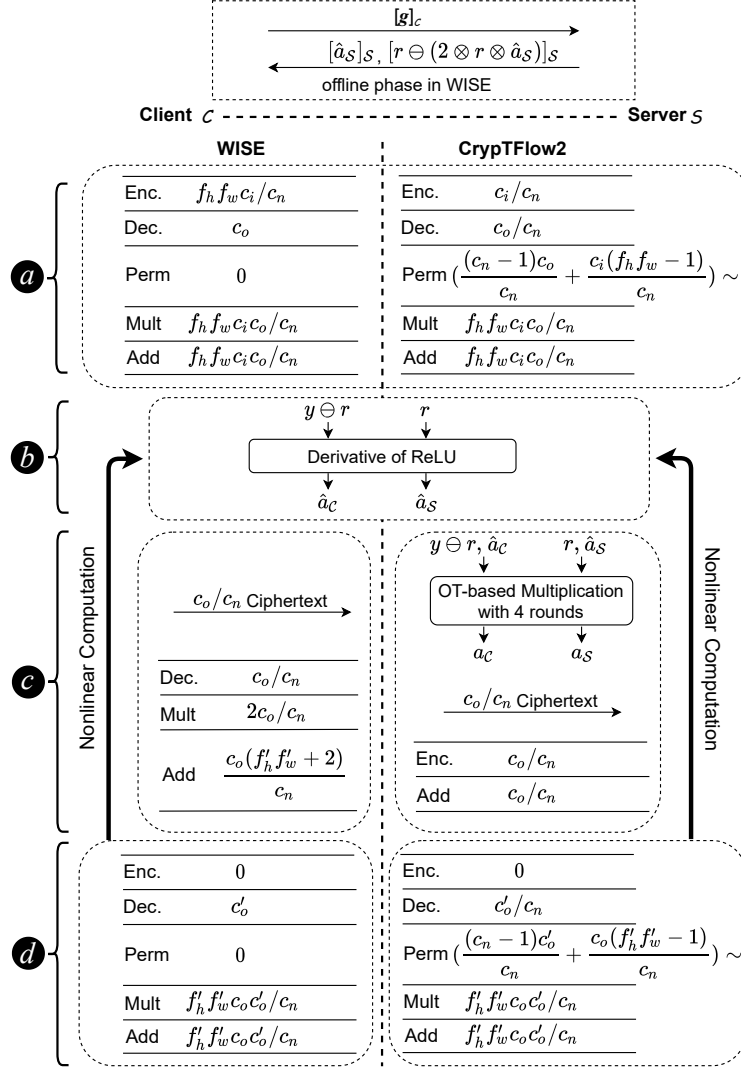 [g]_C
[â_S]_S, [r ⊖ (2 ⊗ r ⊗ â_S)]_S
offline phase in WISE
Client C
Server S
WISE
CrypTFlow2
a
Enc. f_h f_w c_i/c_n
Dec. c_o
Perm 0
Mult f_h f_w c_i c_o/c_n
Add f_h f_w c_i c_o/c_n
Enc. c_i/c_n
Dec. c_o/c_n
Perm ((c_n − 1)c_o/c_n + c_i(f_h f_w − 1)/c_n) ∼
Mult f_h f_w c_i c_o/c_n
Add f_h f_w c_i c_o/c_n
b
y ⊖ r r
Derivative of ReLU
â_C â_S
Nonlinear Computation
Nonlinear Computation
c
c_o/c_n Ciphertext
Dec. c_o/c_n
Mult 2c_o/c_n
Add c_o(f'_h f'_w + 2)/c_n
y ⊖ r, â_C r, â_S
OT-based Multiplication
with 4 rounds
a_C a_S
c_o/c_n Ciphertext
Enc. c_o/c_n
Add c_o/c_n
d
Enc. 0
Dec. c'_o
Perm 0
Mult f'_h f'_w c_o c'_o/c_n
Add f'_h f'_w c_o c'_o/c_n
Enc. 0
Dec. c'_o/c_n
Perm ((c_n − 1)c'_o/c_n + c_o(f'_h f'_w − 1)/c_n) ∼
Mult f'_h f'_w c_o c'_o/c_n
Add f'_h f'_w c_o c'_o/c_n